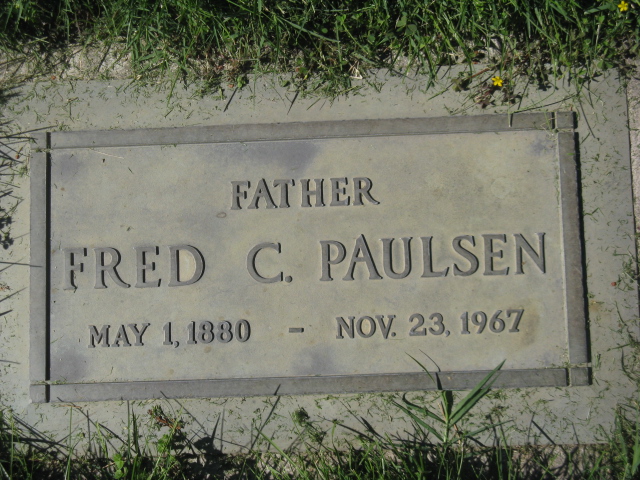 FATHER
FRED C. PAULSEN
MAY 1, 1880 – NOV. 23, 1967